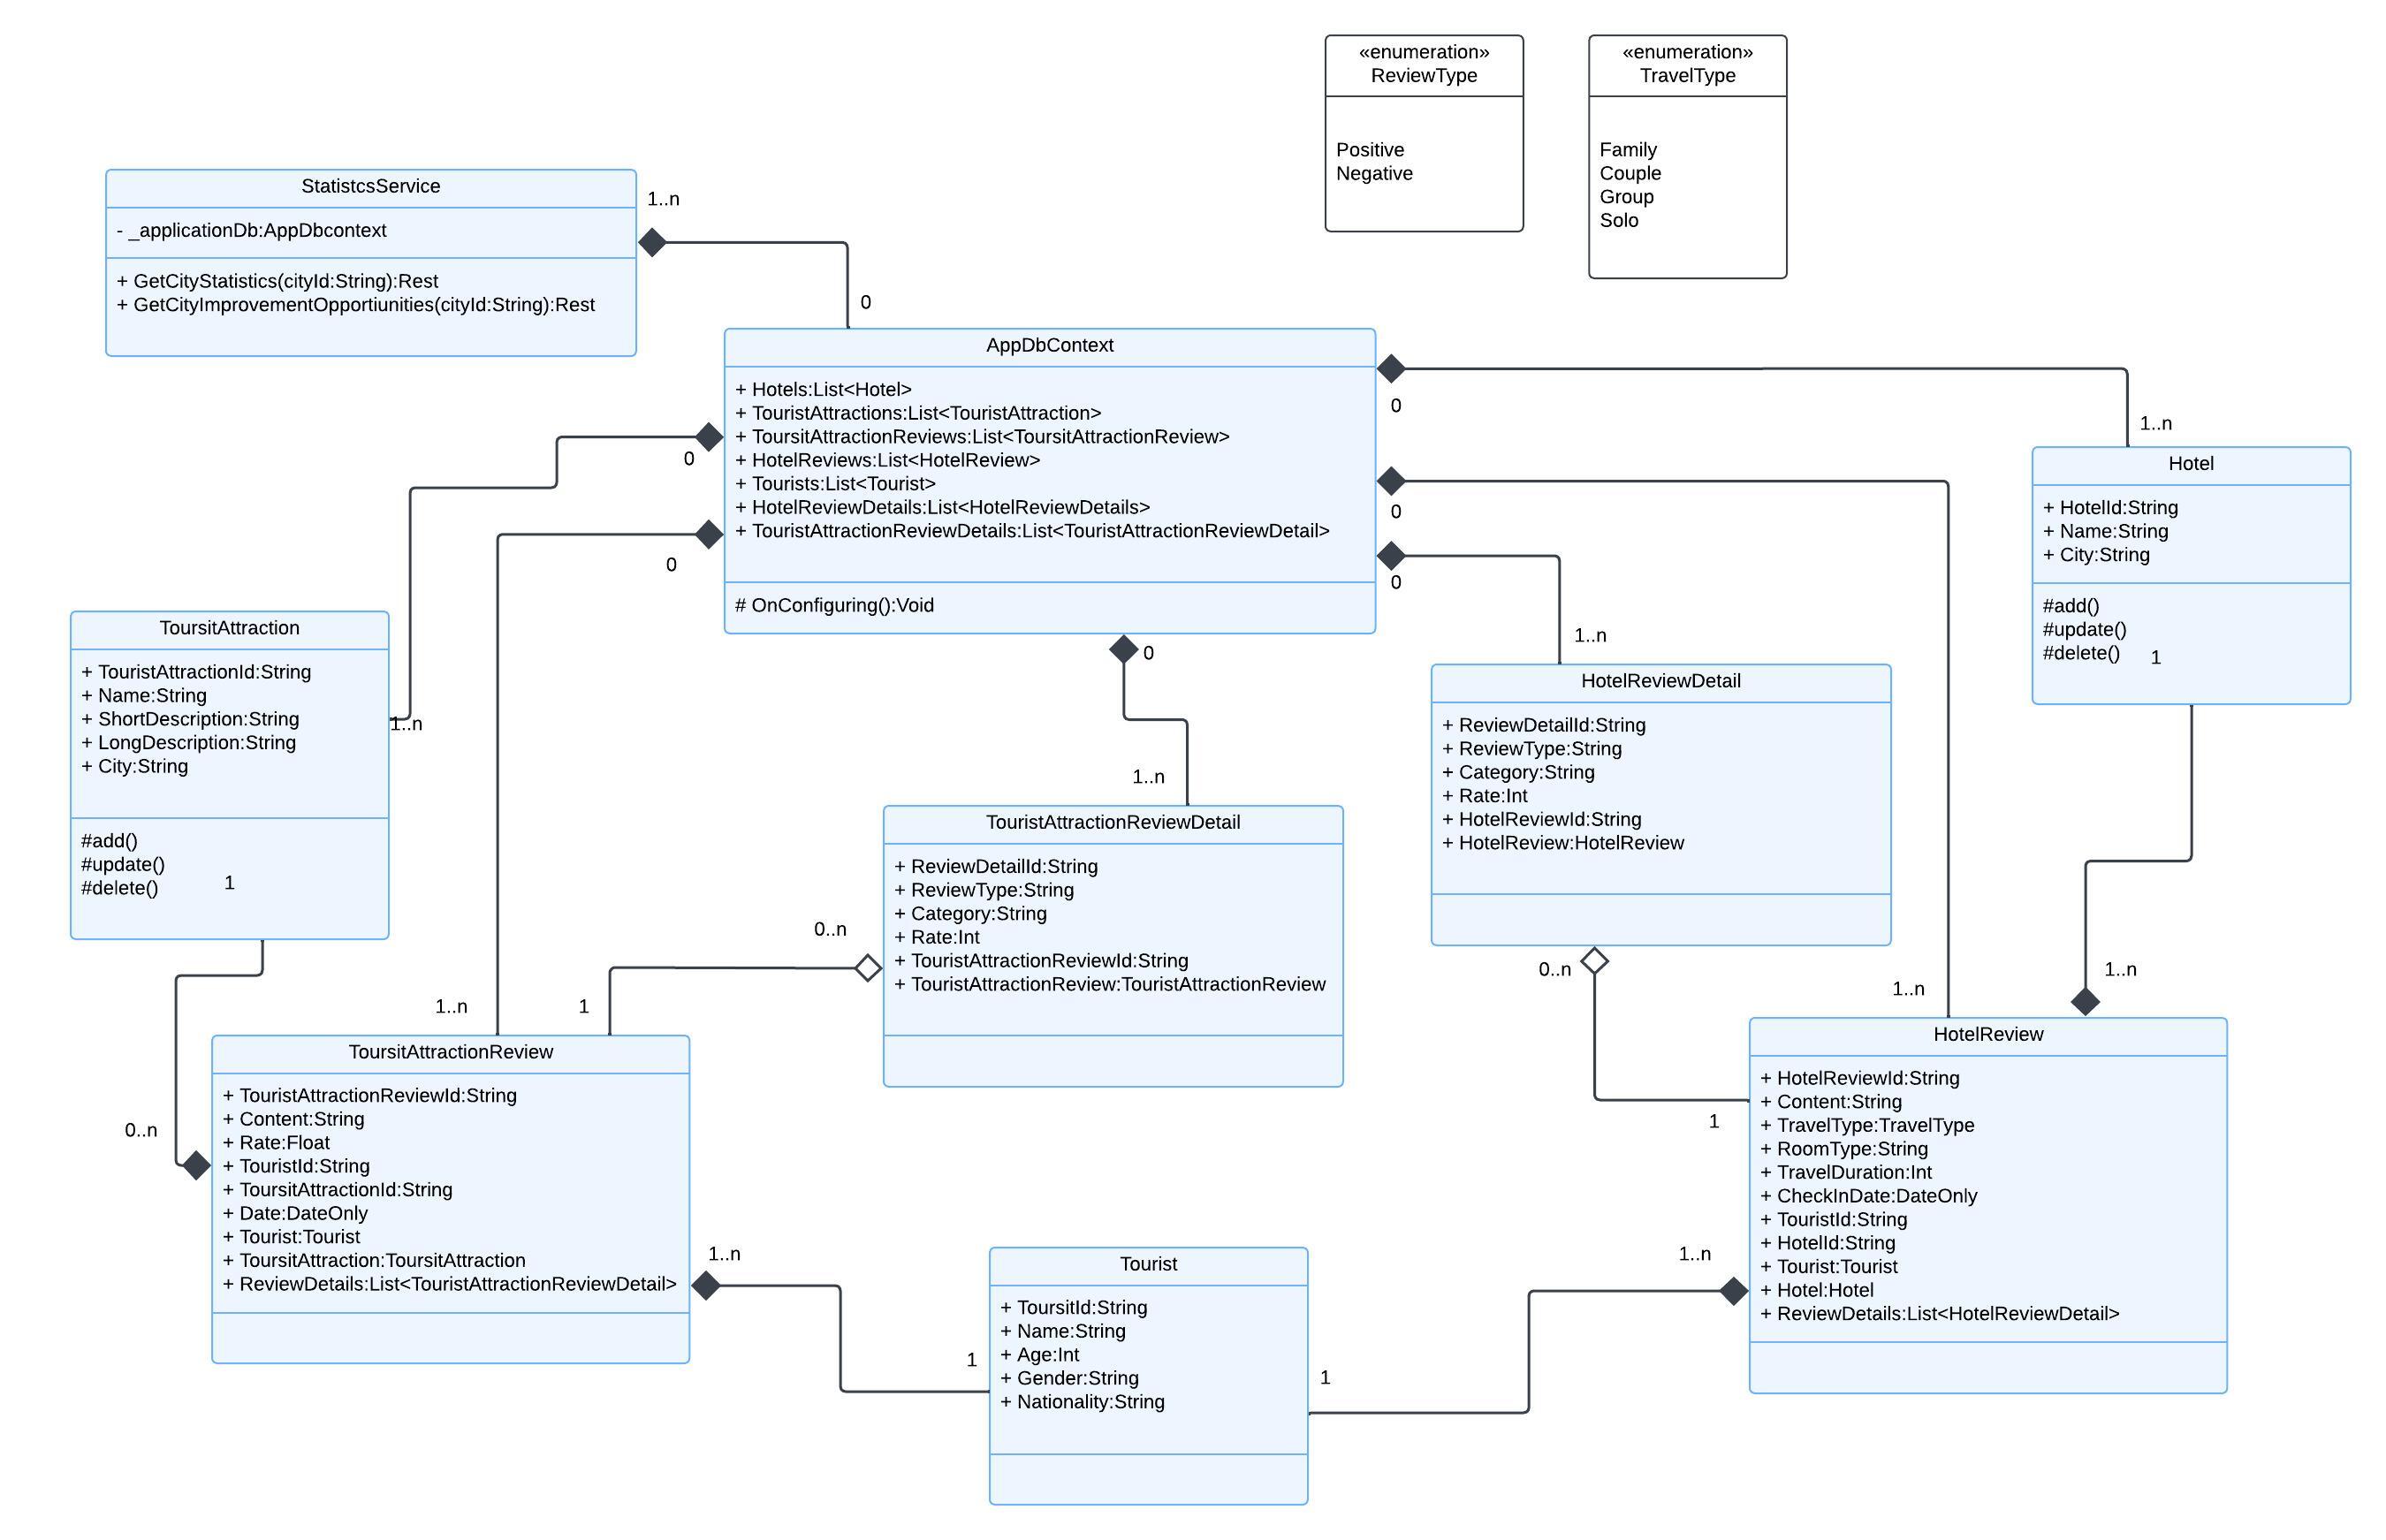 «enumeration»
ReviewType
Positive
Negative
«enumeration»
TravelType
Family
Couple
Group
Solo
StatistcsService
- _applicationDb:AppDbcontext
+ GetCityStatistics(cityId:String):Rest
+ GetCityImprovementOpportiunities(cityId:String):Rest
1..n
0
AppDbContext
+ Hotels:List<Hotel>
+ TouristAttractions:List<TouristAttraction>
+ ToursitAttractionReviews:List<ToursitAttractionReview>
+ HotelReviews:List<HotelReview>
+ Tourists:List<Tourist>
+ HotelReviewDetails:List<HotelReviewDetails>
+ TouristAttractionReviewDetails:List<TouristAttractionReviewDetail>
# OnConfiguring():Void
0
0
0
0
0
0
1..n
Hotel
+ HotelId:String
+ Name:String
+ City:String
#add()
#update()
#delete()
1
ToursitAttraction
+ TouristAttractionId:String
+ Name:String
+ ShortDescription:String
+ LongDescription:String
+ City:String
#add()
#update()
#delete()
1
1..n
1..n
HotelReviewDetail
+ ReviewDetailId:String
+ ReviewType:String
+ Category:String
+ Rate:Int
+ HotelReviewId:String
+ HotelReview:HotelReview
1..n
TouristAttractionReviewDetail
+ ReviewDetailId:String
+ ReviewType:String
+ Category:String
+ Rate:Int
+ TouristAttractionReviewId:String
+ TouristAttractionReview:TouristAttractionReview
0..n
0..n
1..n
1..n
1..n
1
ToursitAttractionReview
+ TouristAttractionReviewId:String
+ Content:String
+ Rate:Float
+ TouristId:String
+ ToursitAttractionId:String
+ Date:DateOnly
+ Tourist:Tourist
+ ToursitAttraction:ToursitAttraction
+ ReviewDetails:List<TouristAttractionReviewDetail>
0..n
1..n
1
Tourist
+ ToursitId:String
+ Name:String
+ Age:Int
+ Gender:String
+ Nationality:String
1
1..n
1
HotelReview
+ HotelReviewId:String
+ Content:String
+ TravelType:TravelType
+ RoomType:String
+ TravelDuration:Int
+ CheckInDate:DateOnly
+ TouristId:String
+ HotelId:String
+ Tourist:Tourist
+ Hotel:Hotel
+ ReviewDetails:List<HotelReviewDetail>